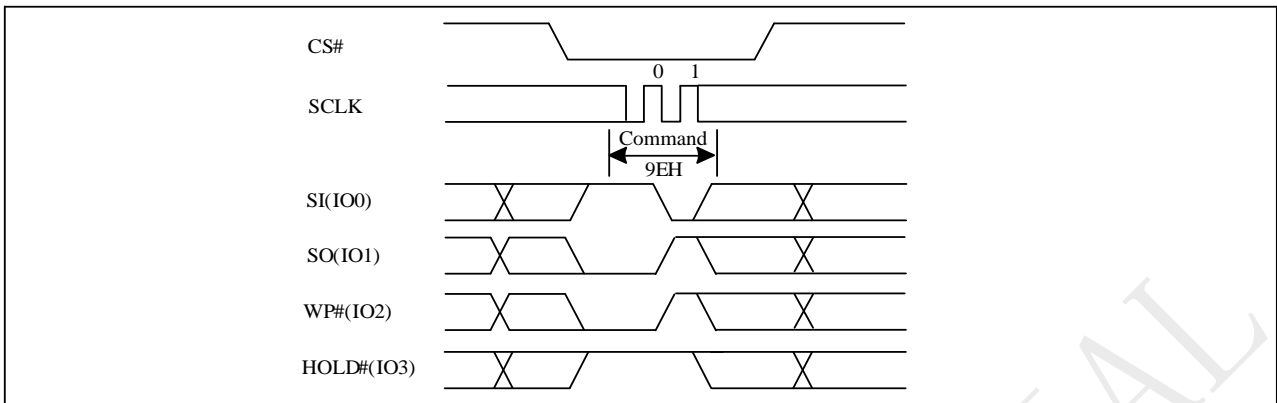 CS#
0 1
SCLK
Command
9EH
SI(IO0)
SO(IO1)
WP#(IO2)
HOLD#(IO3)